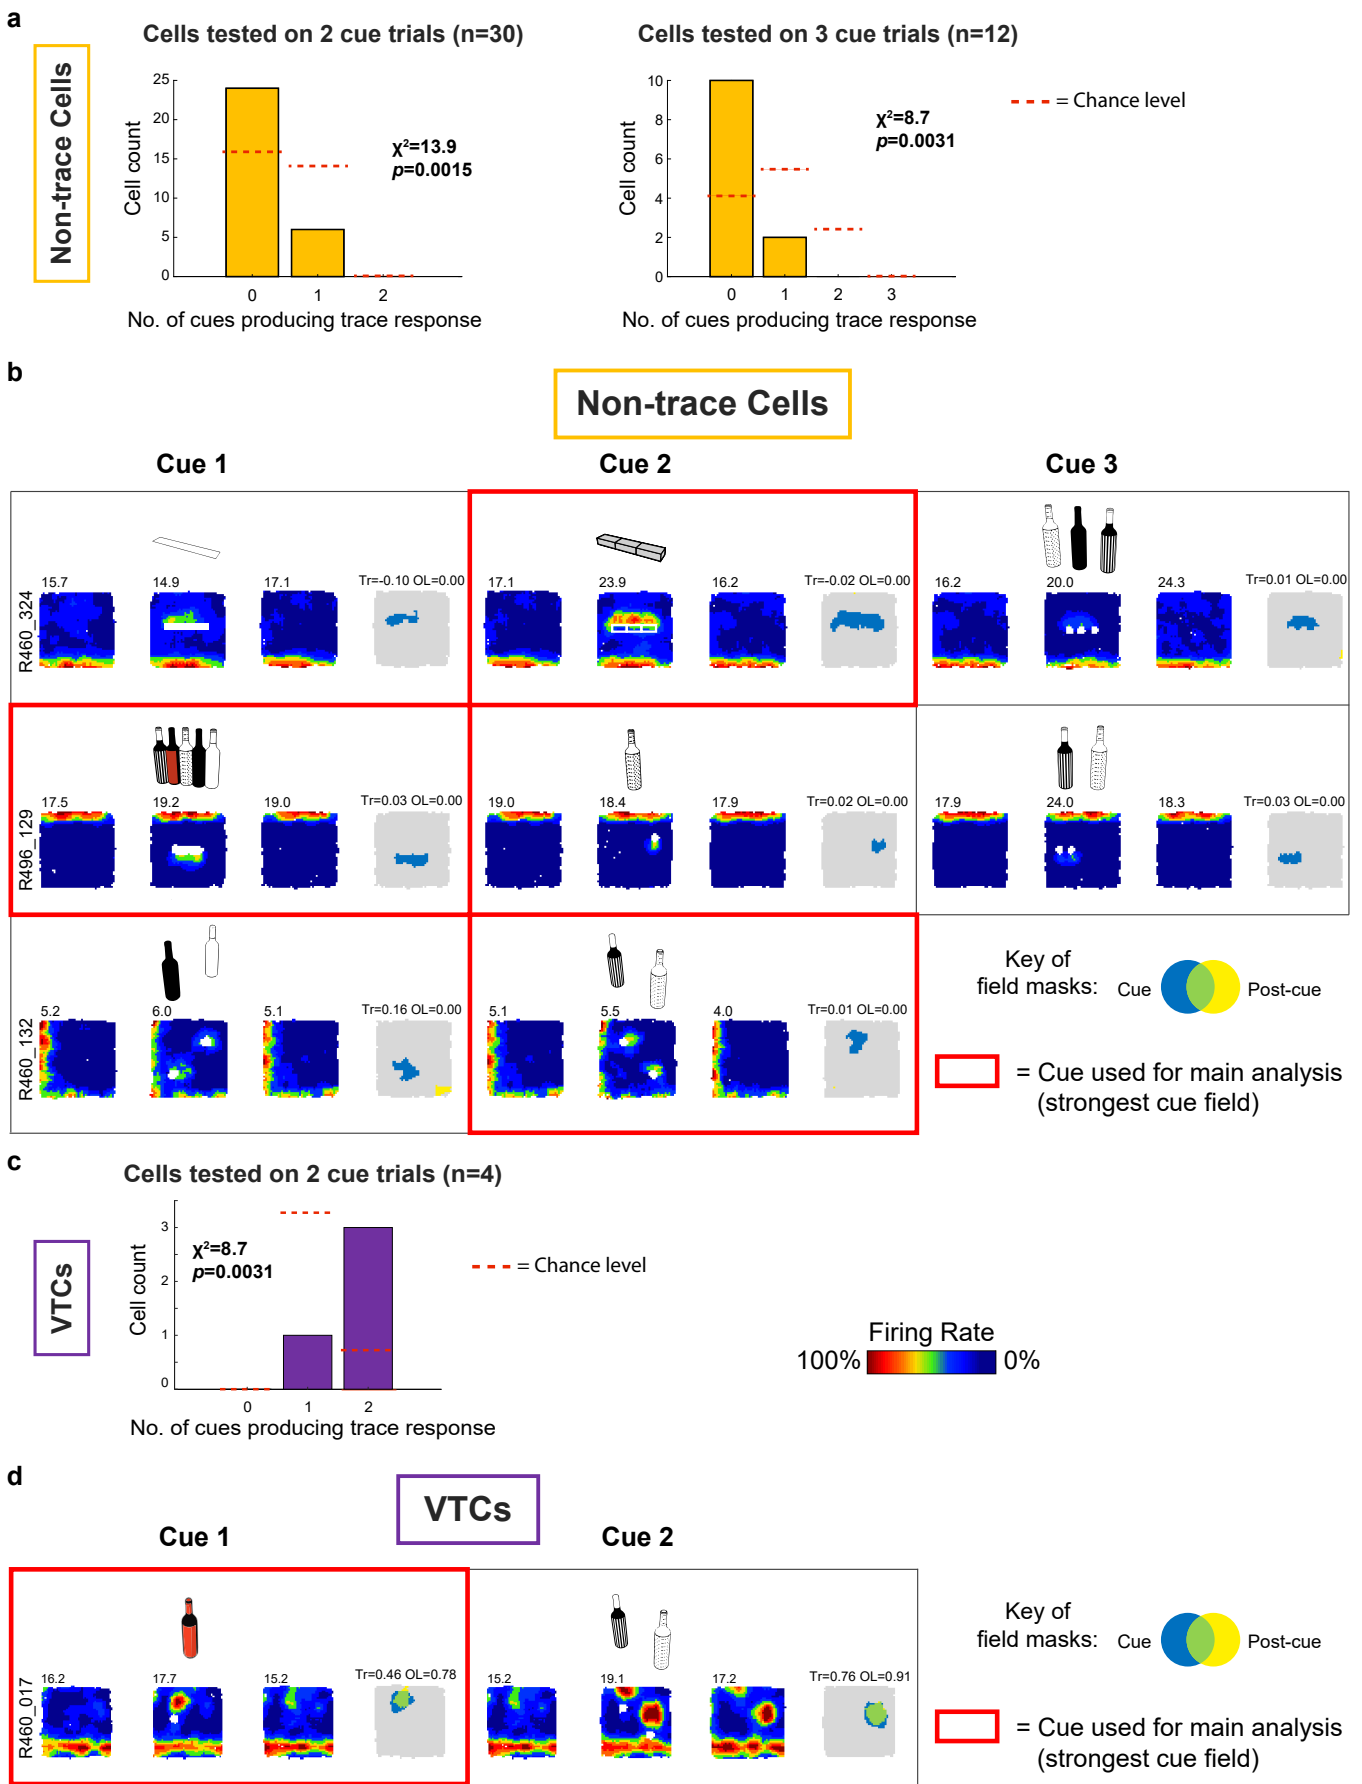 a
Cells tested on 2 cue trials (n=30)
Cells tested on 3 cue trials (n=12)
Non-trace Cells
Cell count
25
20
15
10
5
0
χ²=13.9
p=0.0015
0 1 2
No. of cues producing trace response
Cell count
10
8
6
4
2
0
χ²=8.7
p=0.0031
0 1 2 3
No. of cues producing trace response
= Chance level
b
Non-trace Cells
Cue 1
Cue 2
Cue 3
R460_324
15.7 14.9 17.1 Tr=-0.10 OL=0.00
17.1 23.9 16.2 Tr=-0.02 OL=0.00
16.2 20.0 24.3 Tr=0.01 OL=0.00
R496_129
17.5 19.2 19.0 Tr=0.03 OL=0.00
19.0 18.4 17.9 Tr=0.02 OL=0.00
17.9 24.0 18.3 Tr=0.03 OL=0.00
R460_132
5.2 6.0 5.1 Tr=0.16 OL=0.00
5.1 5.5 4.0 Tr=0.01 OL=0.00
Key of
field masks: Cue Post-cue
= Cue used for main analysis
(strongest cue field)
c
Cells tested on 2 cue trials (n=4)
VTCs
Cell count
3
2
1
0
χ²=8.7
p=0.0031
0 1 2
No. of cues producing trace response
= Chance level
Firing Rate
100% 0%
d
VTCs
Cue 1
Cue 2
R460_017
16.2 17.7 15.2 Tr=0.46 OL=0.78
15.2 19.1 17.2 Tr=0.76 OL=0.91
Key of
field masks: Cue Post-cue
= Cue used for main analysis
(strongest cue field)